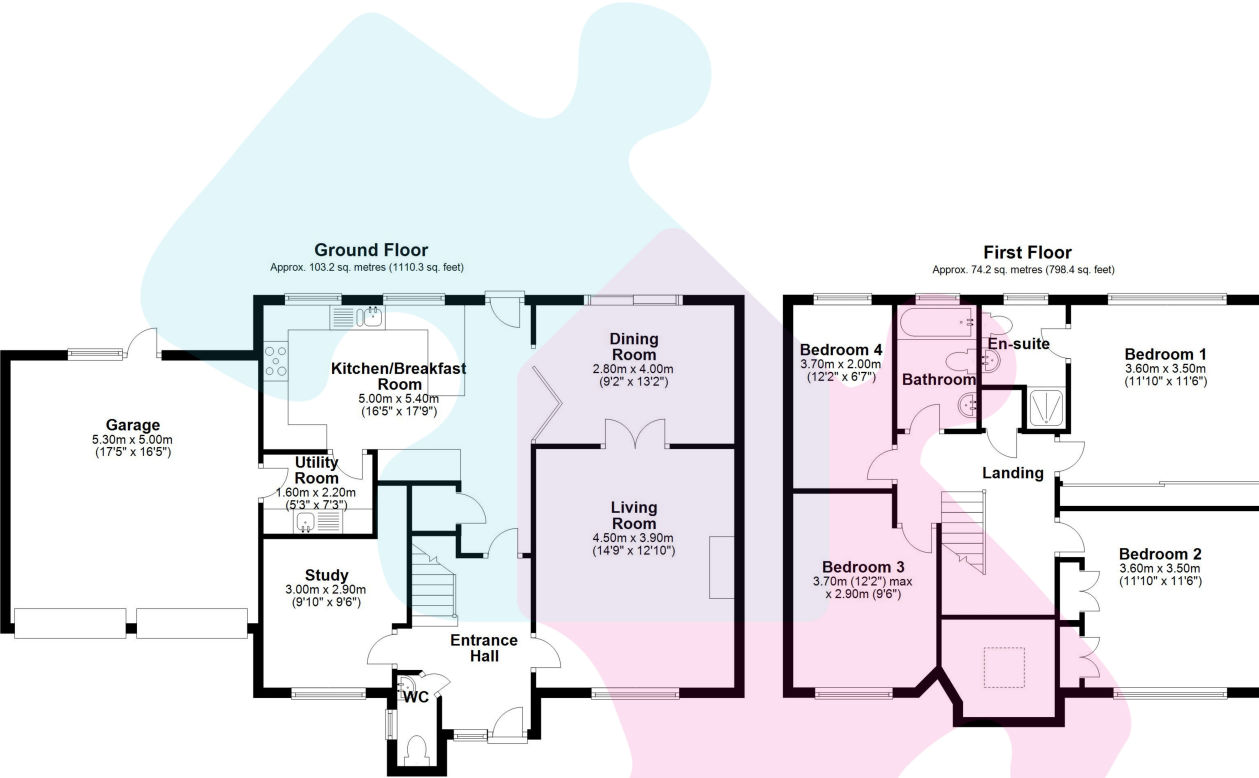 Ground Floor
Approx. 103.2 sq. metres (1110.3 sq. feet)
Kitchen/Breakfast
Room
5.00m x 5.40m
(16'5" x 17'9")
Dining
Room
2.80m x 4.00m
(9'2" x 13'2")
Garage
5.30m x 5.00m
(17'5" x 16'5")
Utility
Room
1.60m x 2.20m
(5'3" x 7'3")
Living
Room
4.50m x 3.90m
(14'9" x 12'10")
Study
3.00m x 2.90m
(9'10" x 9'6")
Entrance
Hall
WC
First Floor
Approx. 74.2 sq. metres (798.4 sq. feet)
Bedroom 4
3.70m x 2.00m
(12'2" x 6'7")
Bathroom
En-suite
Bedroom 1
3.60m x 3.50m
(11'10" x 11'6")
Landing
Bedroom 3
3.70m (12'2") max
x 2.90m (9'6")
Bedroom 2
3.60m x 3.50m
(11'10" x 11'6")